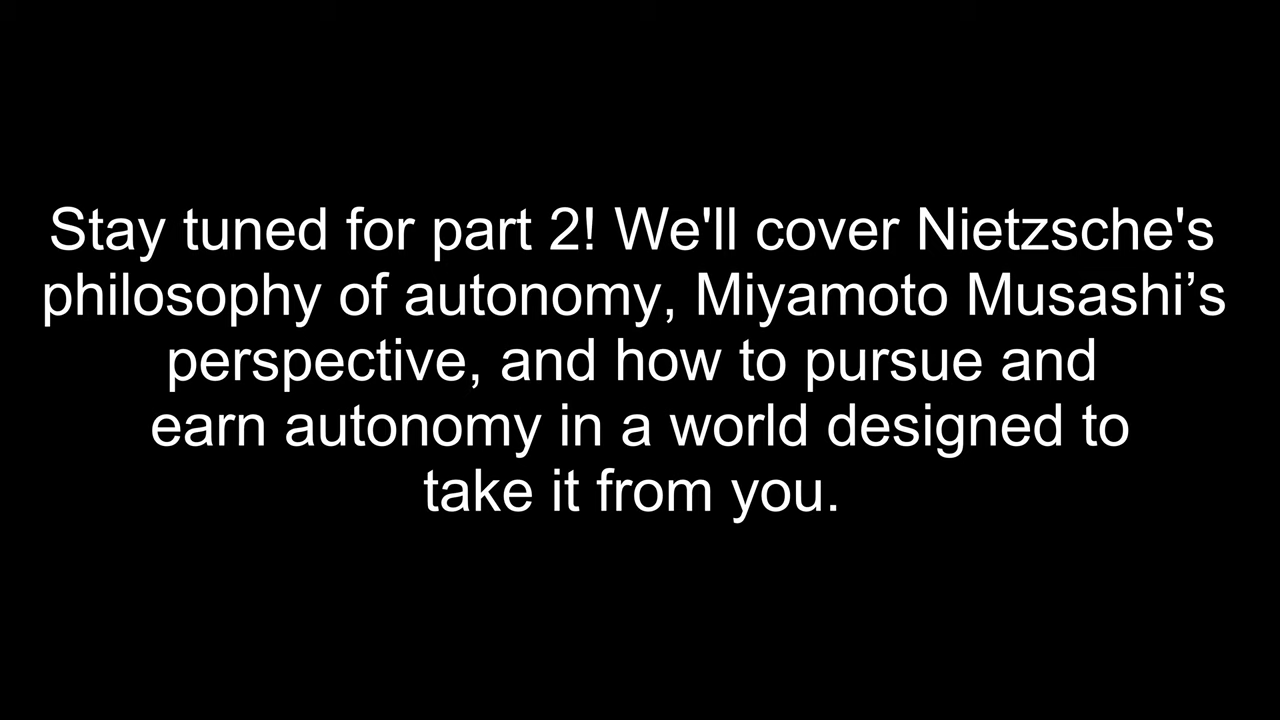 Stay tuned for part 2! We'll cover Nietzsche's
philosophy of autonomy, Miyamoto Musashi’s
perspective, and how to pursue and
earn autonomy in a world designed to
take it from you.